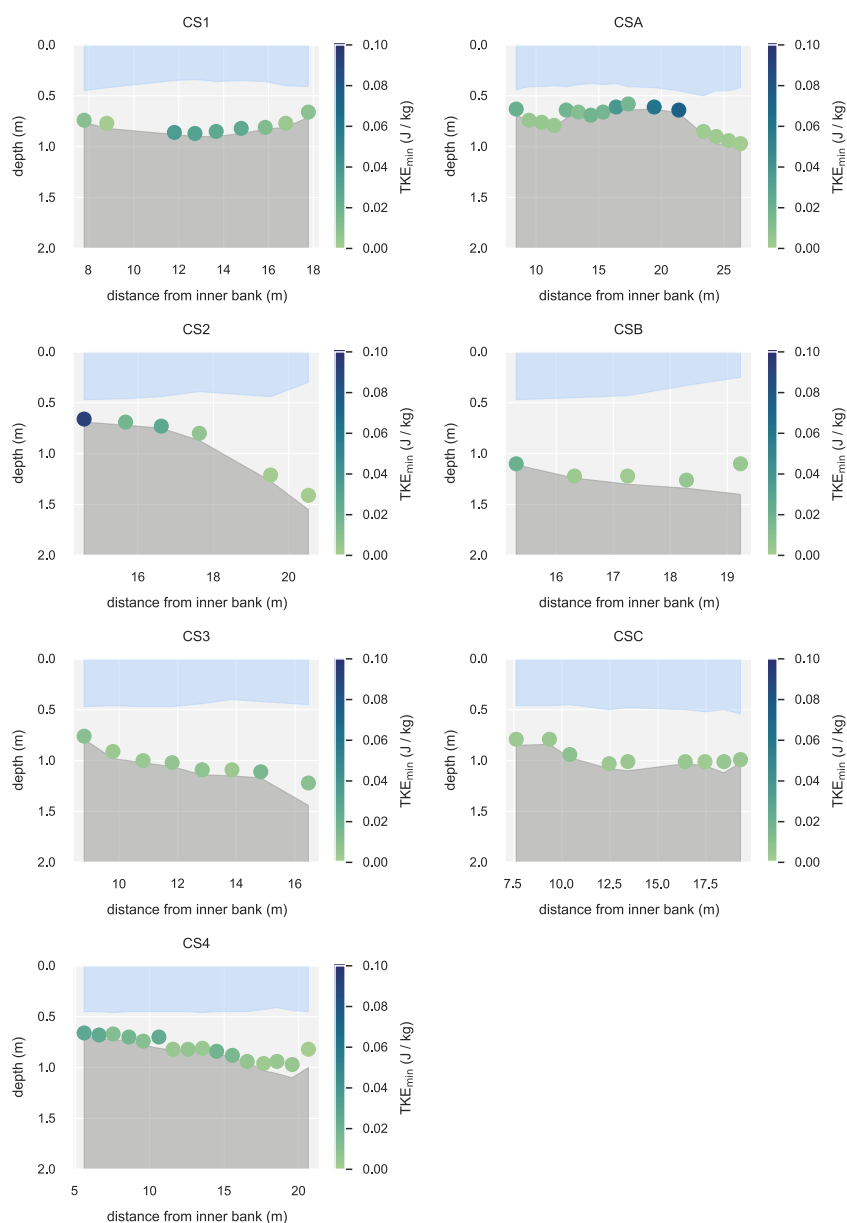 CS1
0.0
0.5
1.0
1.5
2.0
depth (m)
8 10 12 14 16 18
distance from inner bank (m)
0.10
0.08
0.06
0.04
0.02
0.00
TKEmin (J / kg)
CSA
0.0
0.5
1.0
1.5
2.0
depth (m)
10 15 20 25
distance from inner bank (m)
0.10
0.08
0.06
0.04
0.02
0.00
TKEmin (J / kg)
CS2
0.0
0.5
1.0
1.5
2.0
depth (m)
16 18 20
distance from inner bank (m)
0.10
0.08
0.06
0.04
0.02
0.00
TKEmin (J / kg)
CSB
0.0
0.5
1.0
1.5
2.0
depth (m)
16 17 18 19
distance from inner bank (m)
0.10
0.08
0.06
0.04
0.02
0.00
TKEmin (J / kg)
CS3
0.0
0.5
1.0
1.5
2.0
depth (m)
10 12 14 16
distance from inner bank (m)
0.10
0.08
0.06
0.04
0.02
0.00
TKEmin (J / kg)
CSC
0.0
0.5
1.0
1.5
2.0
depth (m)
7.5 10.0 12.5 15.0 17.5
distance from inner bank (m)
0.10
0.08
0.06
0.04
0.02
0.00
TKEmin (J / kg)
CS4
0.0
0.5
1.0
1.5
2.0
depth (m)
5 10 15 20
distance from inner bank (m)
0.10
0.08
0.06
0.04
0.02
0.00
TKEmin (J / kg)